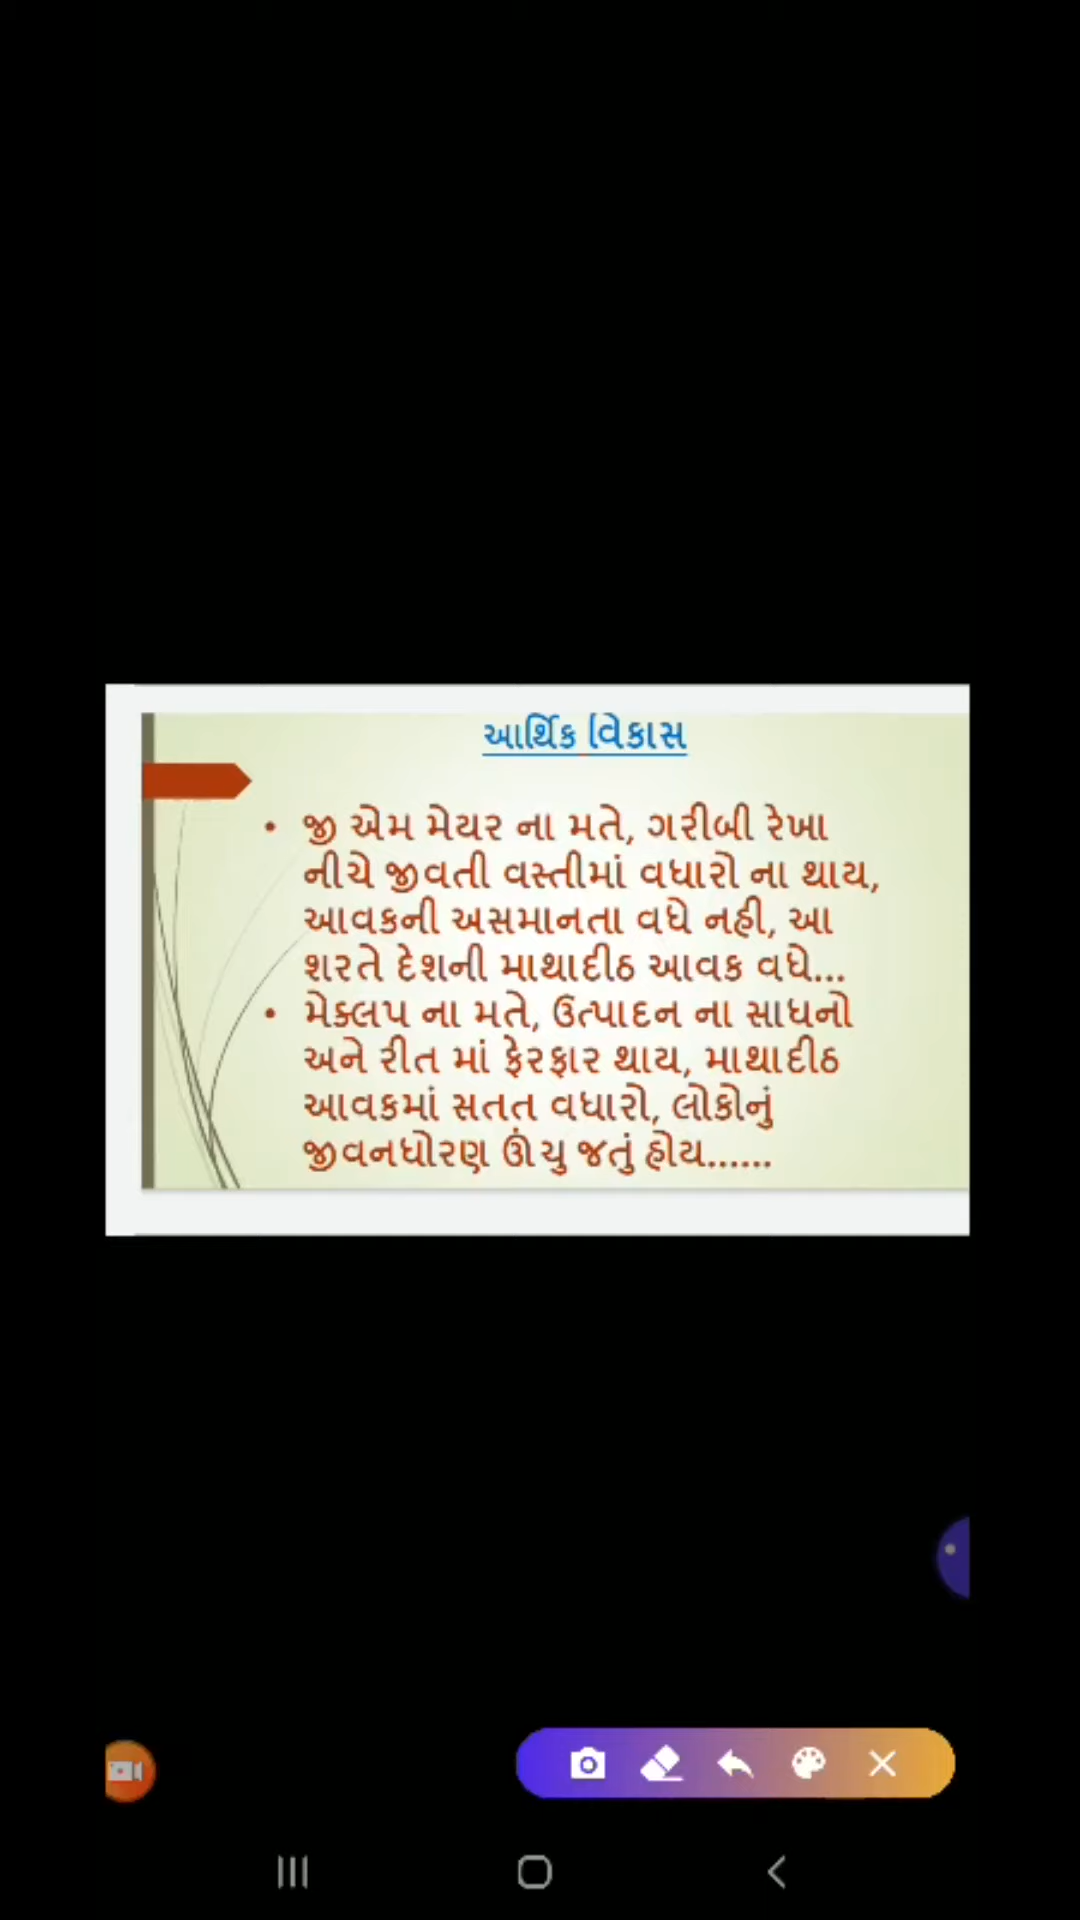 આર્થિક વિકાસ
• જી એમ મેયર ના મતે, ગરીબી રેખા
નીચે જીવતી વસ્તીમાં વધારો ના થાય,
આવકની અસમાનતા વધે નહી, આ
શરતે દેશની માથાદીઠ આવક વધે...
• મેક્લપ ના મતે, ઉત્પાદન ના સાધનો
અને રીત માં ફેરફાર થાય, માથાદીઠ
આવકમાં સતત વધારો, લોકોનું
જીવનધોરણ ઊંચુ જતું હોય......